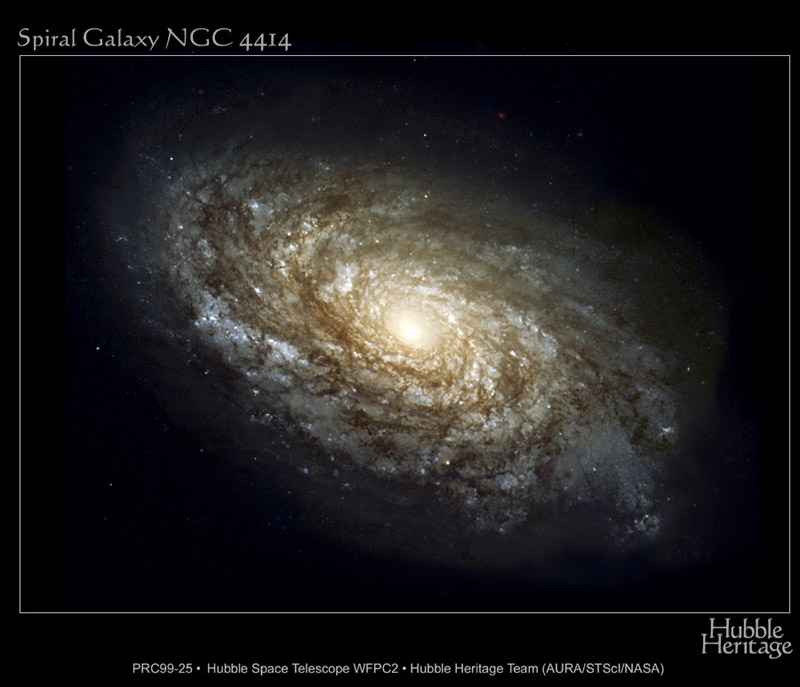 Spiral Galaxy NGC 4414
Hubble
Heritage
PRC99-25 • Hubble Space Telescope WFPC2 • Hubble Heritage Team (AURA/STScI/NASA)